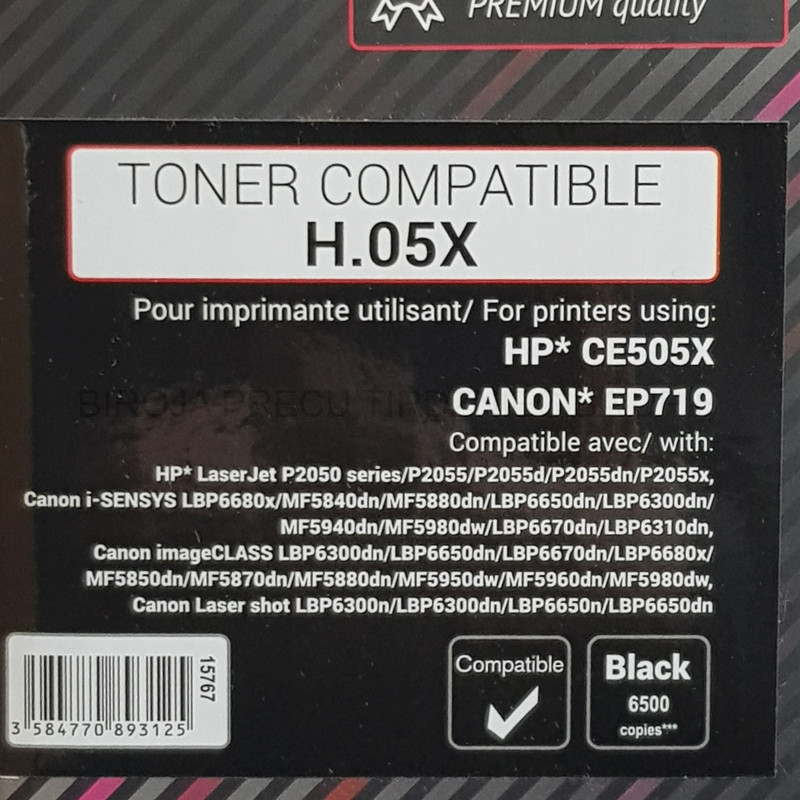 PREMIUM quality
TONER COMPATIBLE
H.05X
Pour imprimante utilisant/ For printers using:
HP* CE505X
CANON* EP719
Compatible avec/ with:
HP* LaserJet P2050 series/P2055/P2055d/P2055dn/P2055x,
Canon i-SENSYS LBP6680x/MF5840dn/MF5880dn/LBP6650dn/LBP6300dn/
MF5940dn/MF5980dw/LBP6670dn/LBP6310dn,
Canon imageCLASS LBP6300dn/LBP6650dn/LBP6670dn/LBP6680x/
MF5850dn/MF5870dn/MF5880dn/MF5950dw/MF5960dn/MF5980dw,
Canon Laser shot LBP6300n/LBP6300dn/LBP6650n/LBP6650dn
15767
3 584770 893125
Compatible
Black
6500
copies***